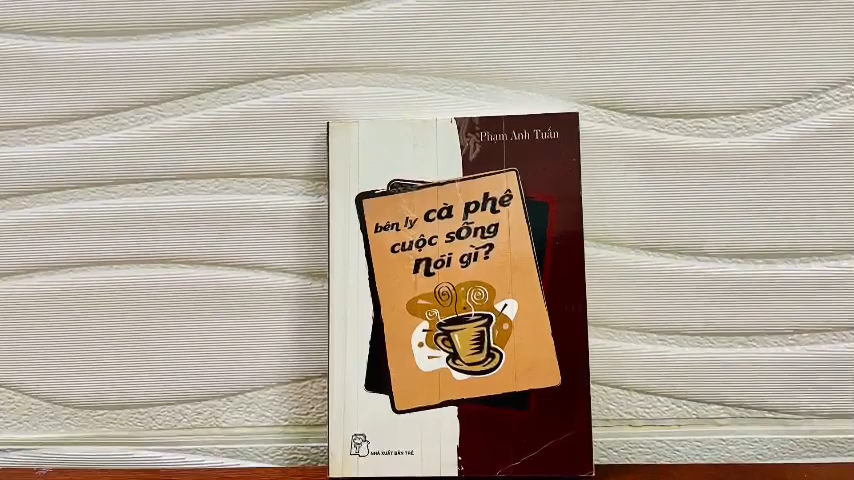 Phạm Anh Tuấn
bên ly cà phê
cuộc sống
nói gì?
NHÀ XUẤT BẢN TRẺ